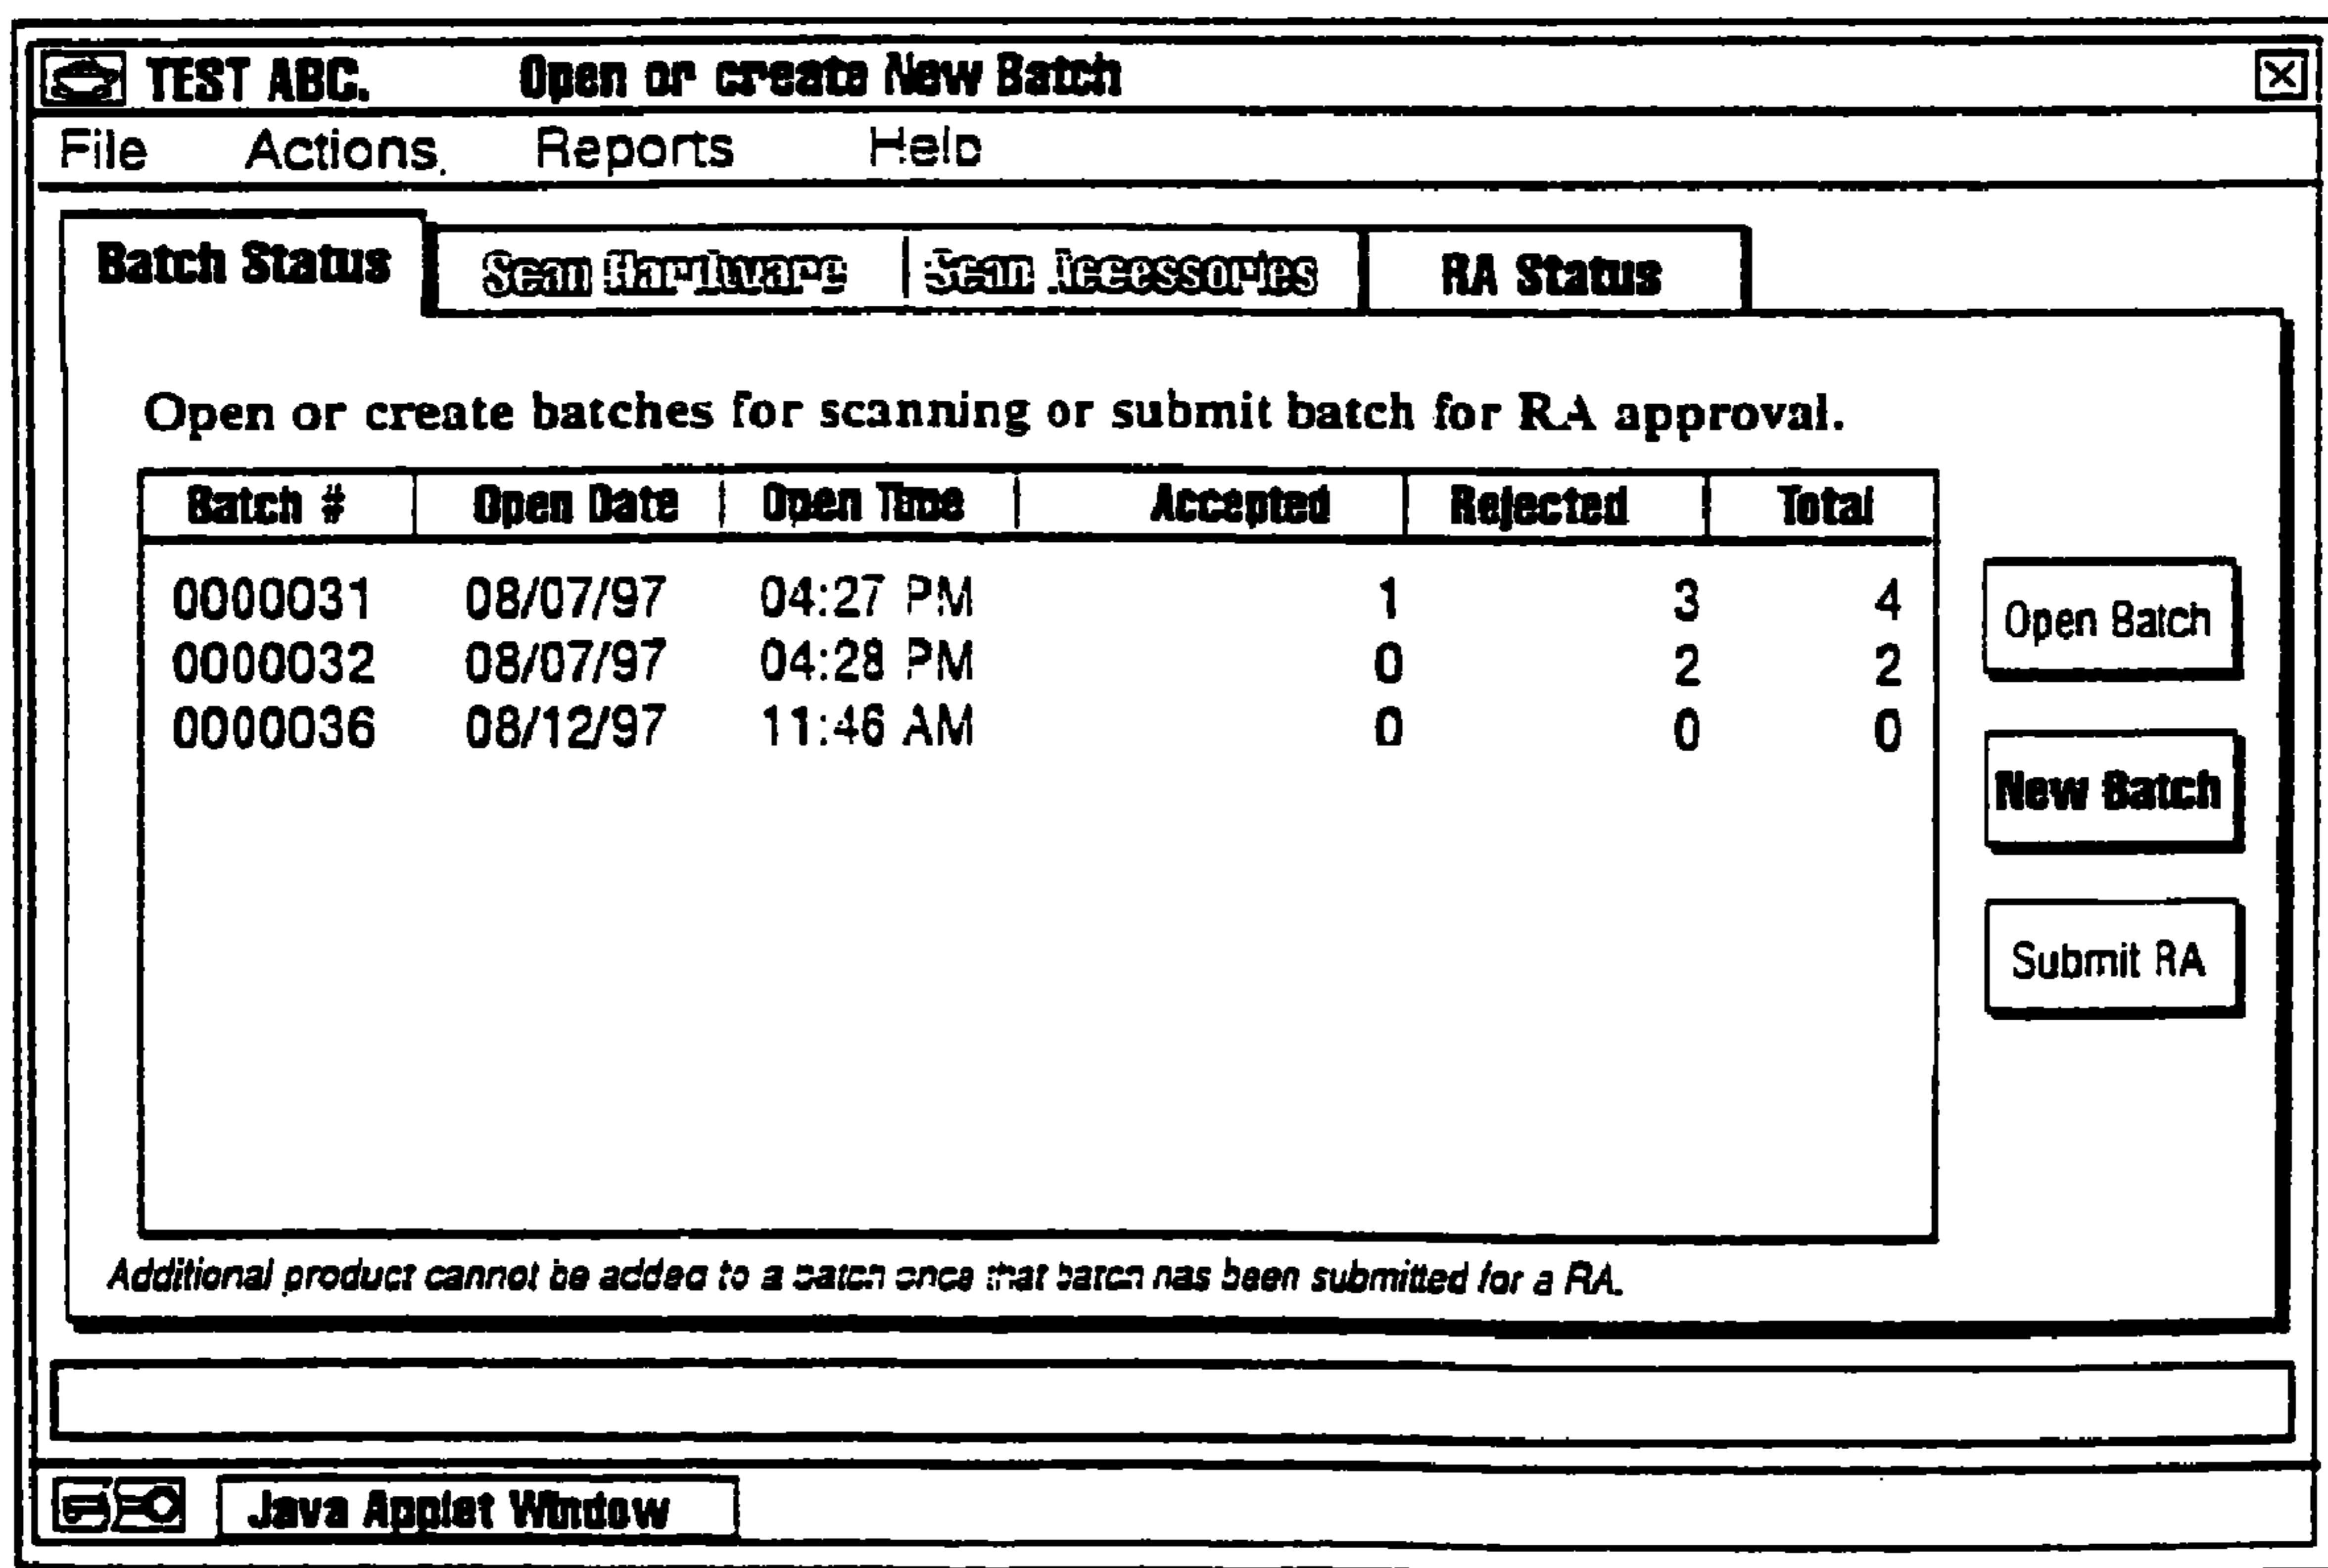 TEST ABC. Open or create New Batch
File Actions Reports Help
Batch Status Scan Hardware Scan Accessories RA Status
Open or create batches for scanning or submit batch for RA approval.
Batch # Open Date Open Time Accepted Rejected Total
0000031 08/07/97 04:27 PM 1 3 4
0000032 08/07/97 04:28 PM 0 2 2
0000036 08/12/97 11:46 AM 0 0 0
Open Batch
New Batch
Submit RA
Additional product cannot be added to a batch once that batch has been submitted for a RA.
Java Applet Window